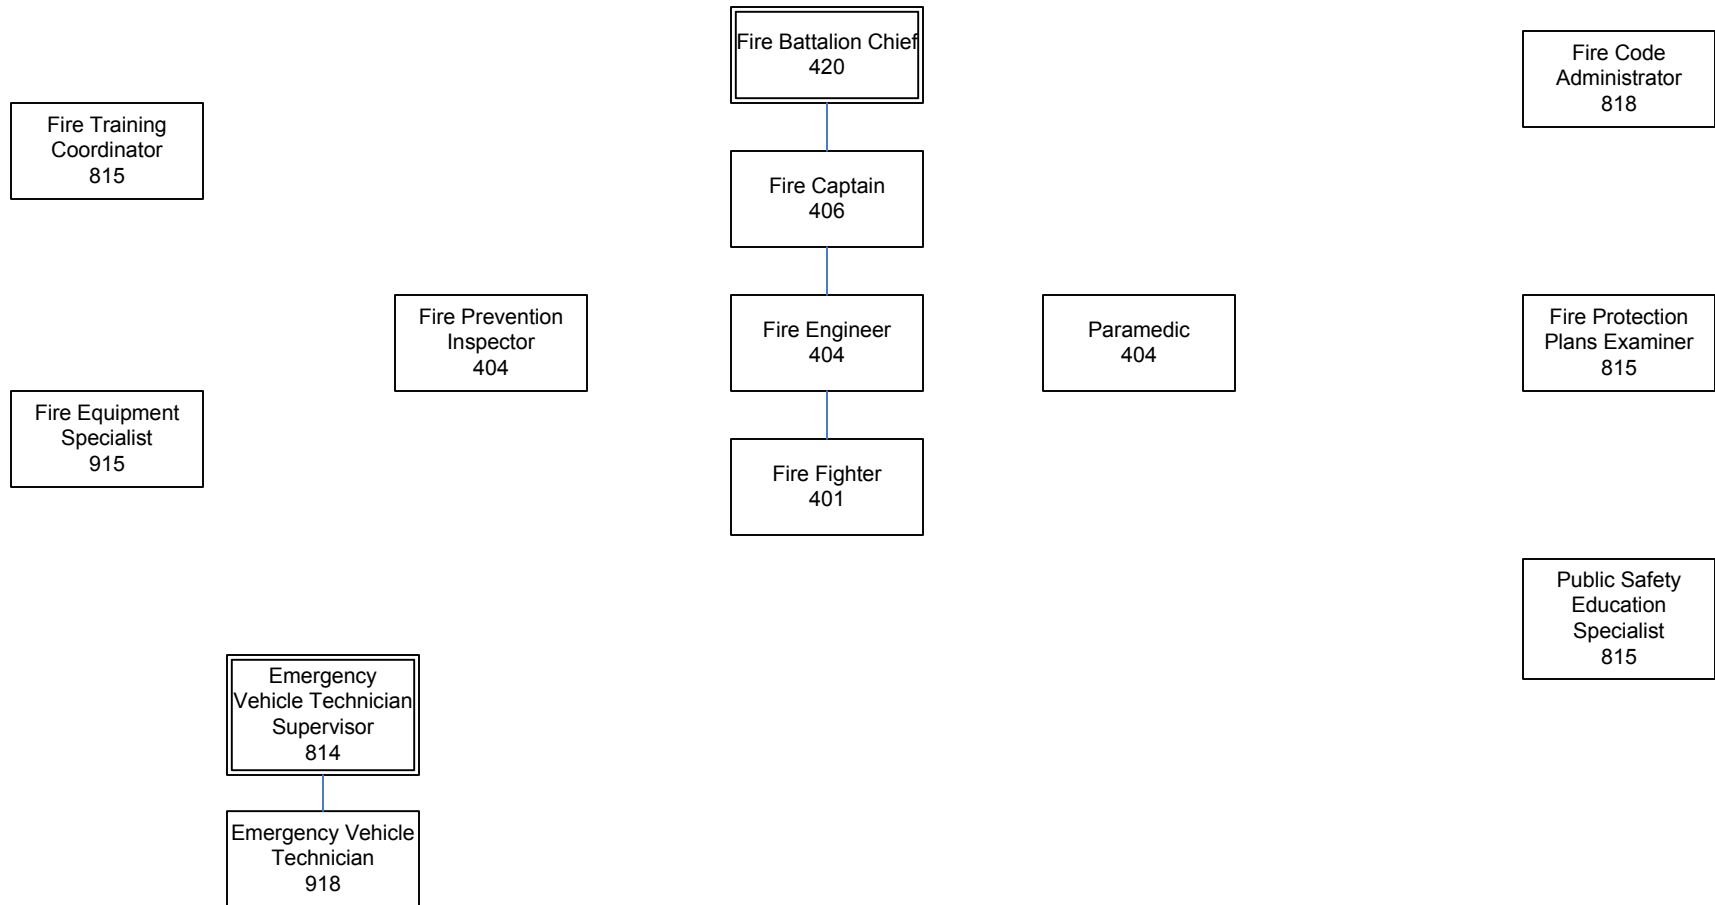 Fire Battalion Chief
420
Fire Code
Administrator
818
Fire Training
Coordinator
815
Fire Captain
406
Fire Prevention
Inspector
404
Fire Engineer
404
Paramedic
404
Fire Protection
Plans Examiner
815
Fire Equipment
Specialist
915
Fire Fighter
401
Public Safety
Education
Specialist
815
Emergency
Vehicle Technician
Supervisor
814
Emergency Vehicle
Technician
918